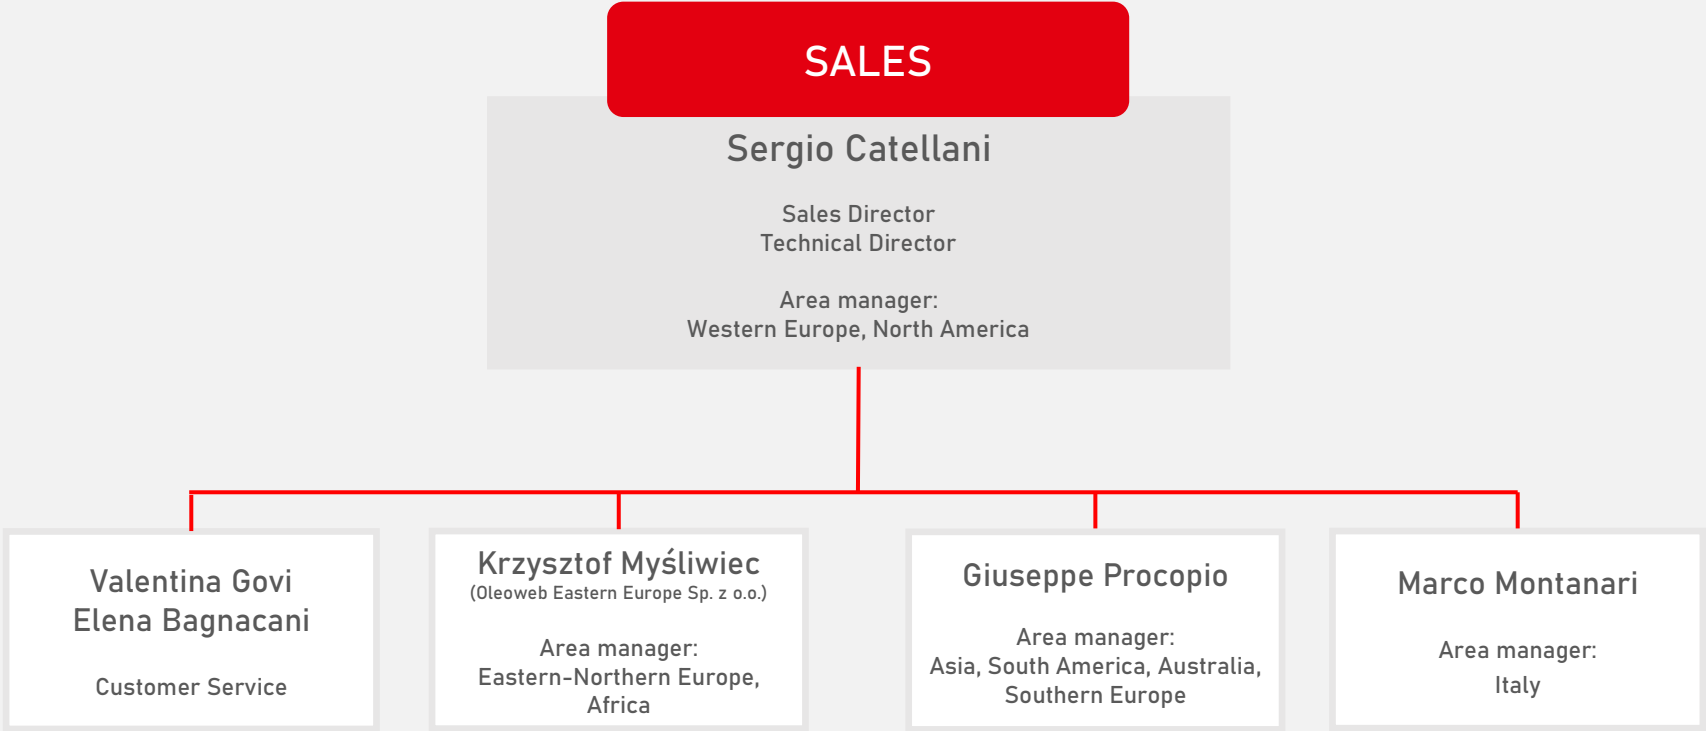 SALES
Sergio Catellani
Sales Director
Technical Director
Area manager:
Western Europe, North America
Valentina Govi
Elena Bagnacani
Customer Service
Krzysztof Myśliwiec
(Oleoweb Eastern Europe Sp. z o.o.)
Area manager:
Eastern-Northern Europe,
Africa
Giuseppe Procopio
Area manager:
Asia, South America, Australia,
Southern Europe
Marco Montanari
Area manager:
Italy